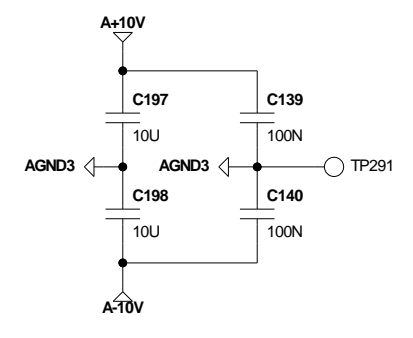 A+10V
C197
C139
10U
100N
AGND3
AGND3
TP291
C198
C140
10U
100N
A-10V